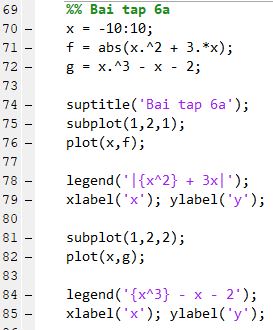 69 %% Bai tap 6a
70 – x = -10:10;
71 – f = abs(x.^2 + 3.*x);
72 – g = x.^3 - x - 2;
73
74 – suptitle('Bai tap 6a');
75 – subplot(1,2,1);
76 – plot(x,f);
77
78 – legend('|{x^2} + 3x|');
79 – xlabel('x'); ylabel('y');
80
81 – subplot(1,2,2);
82 – plot(x,g);
83
84 – legend('{x^3} - x - 2');
85 – xlabel('x'); ylabel('y');